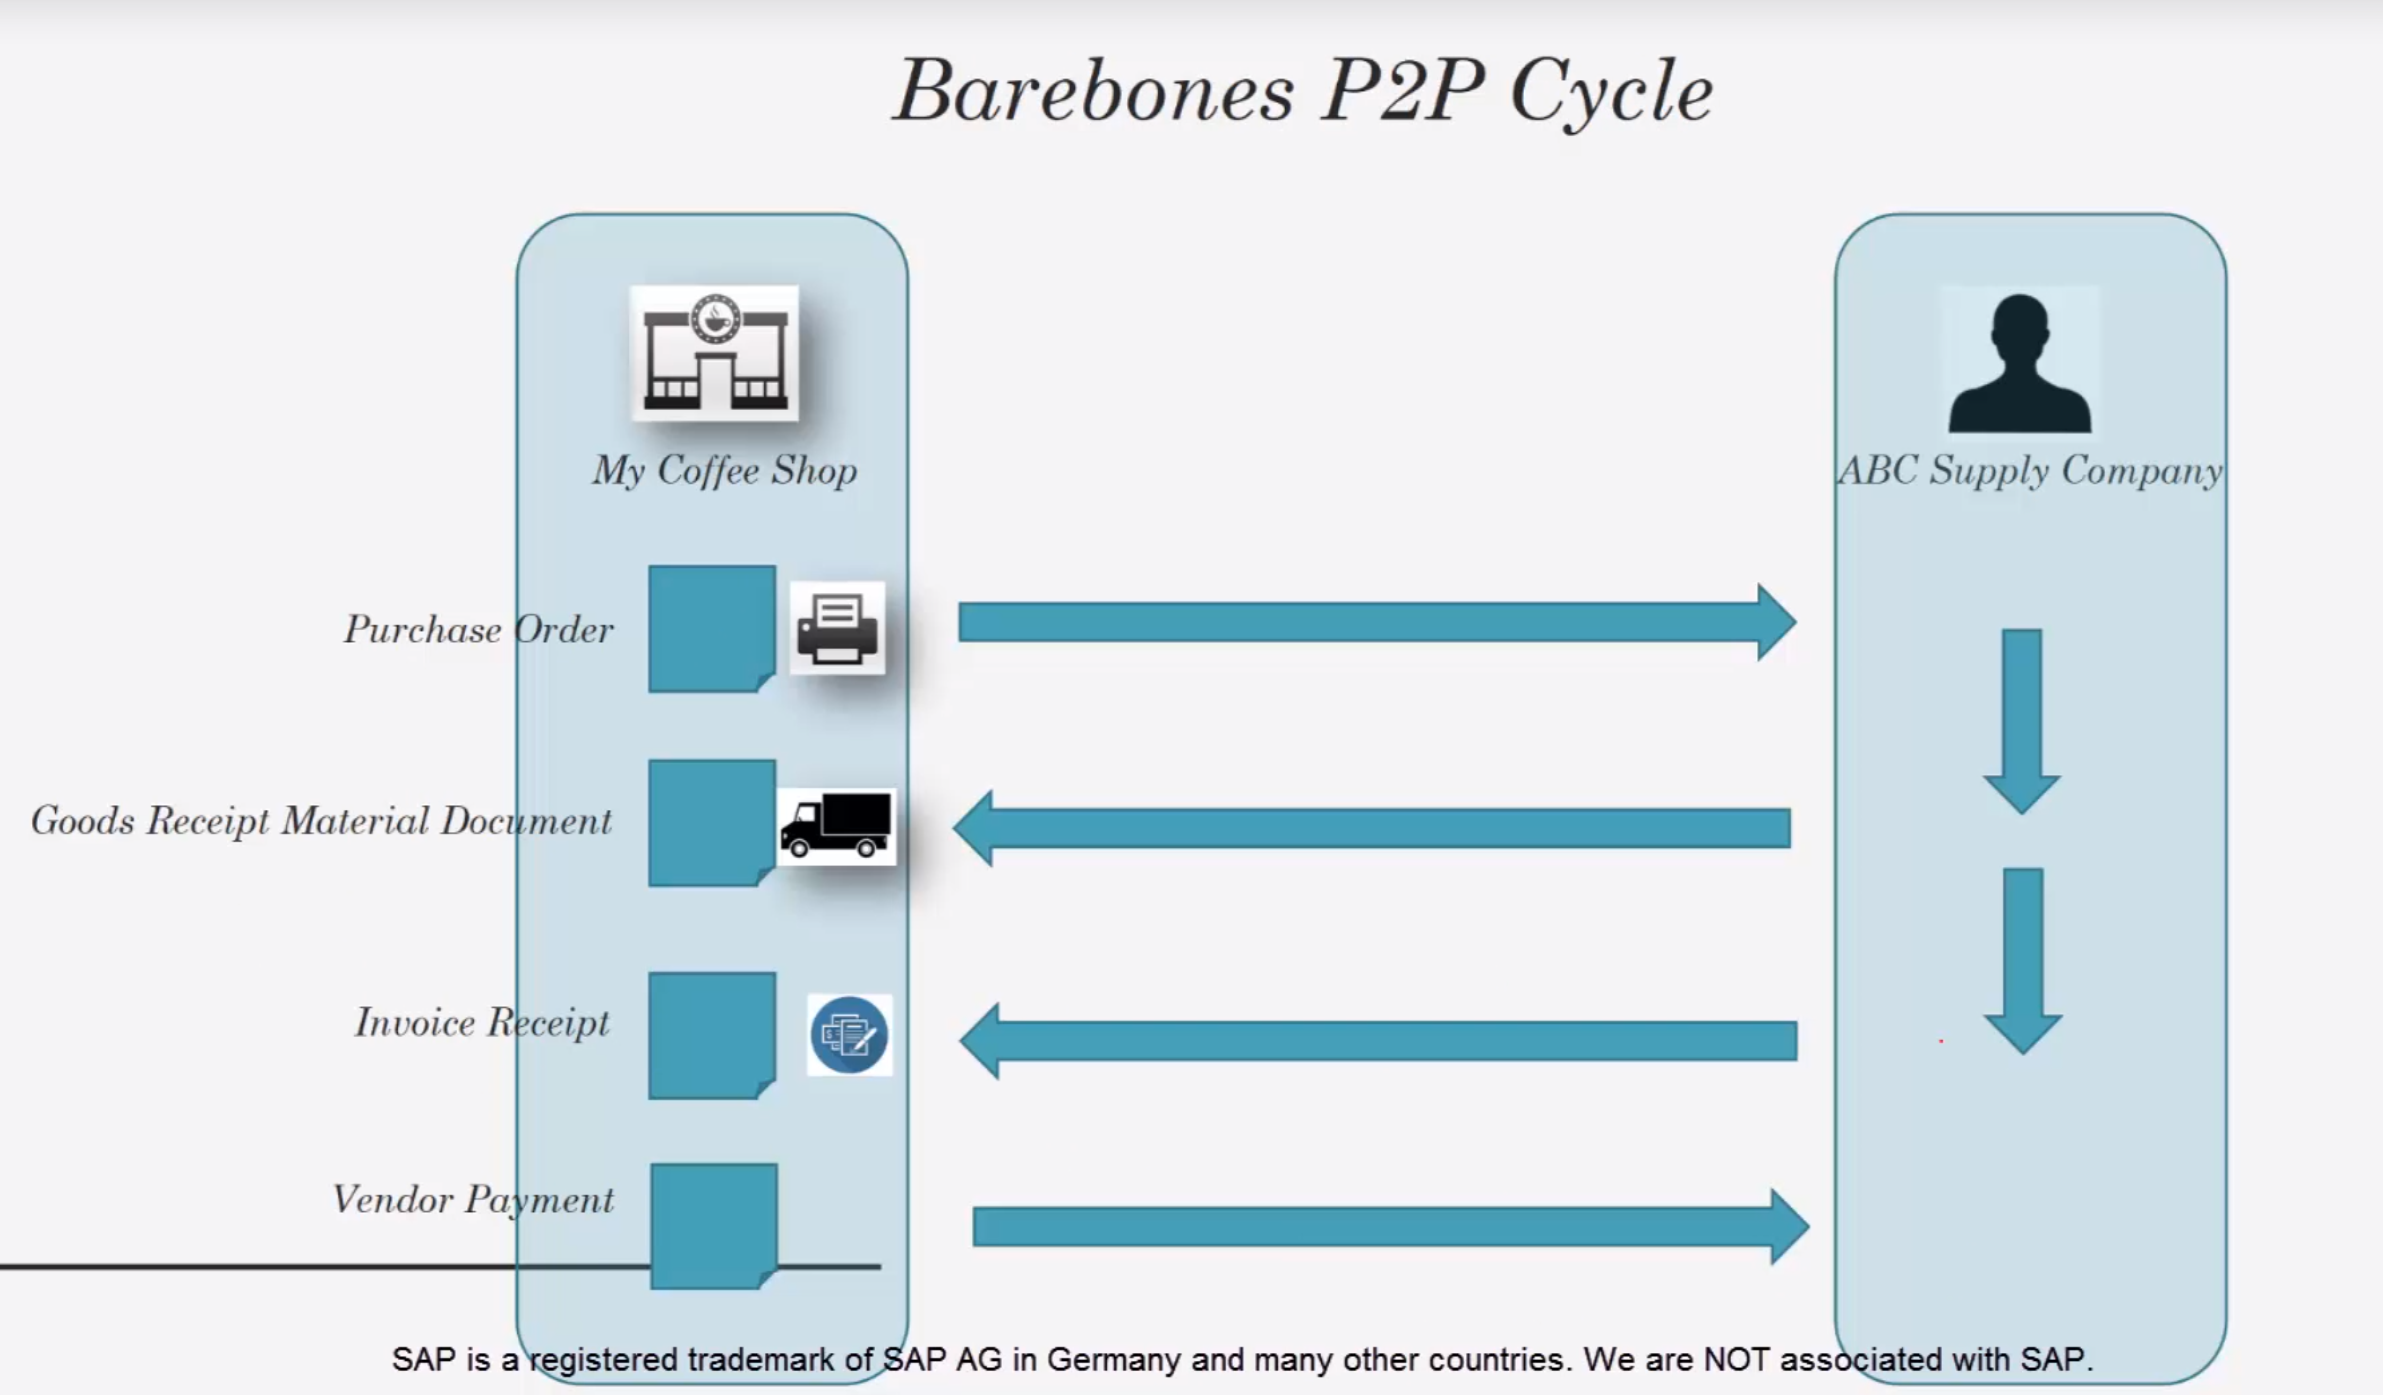 Barebones P2P Cycle
My Coffee Shop
ABC Supply Company
Purchase Order
Goods Receipt Material Document
Invoice Receipt
Vendor Payment
SAP is a registered trademark of SAP AG in Germany and many other countries. We are NOT associated with SAP.